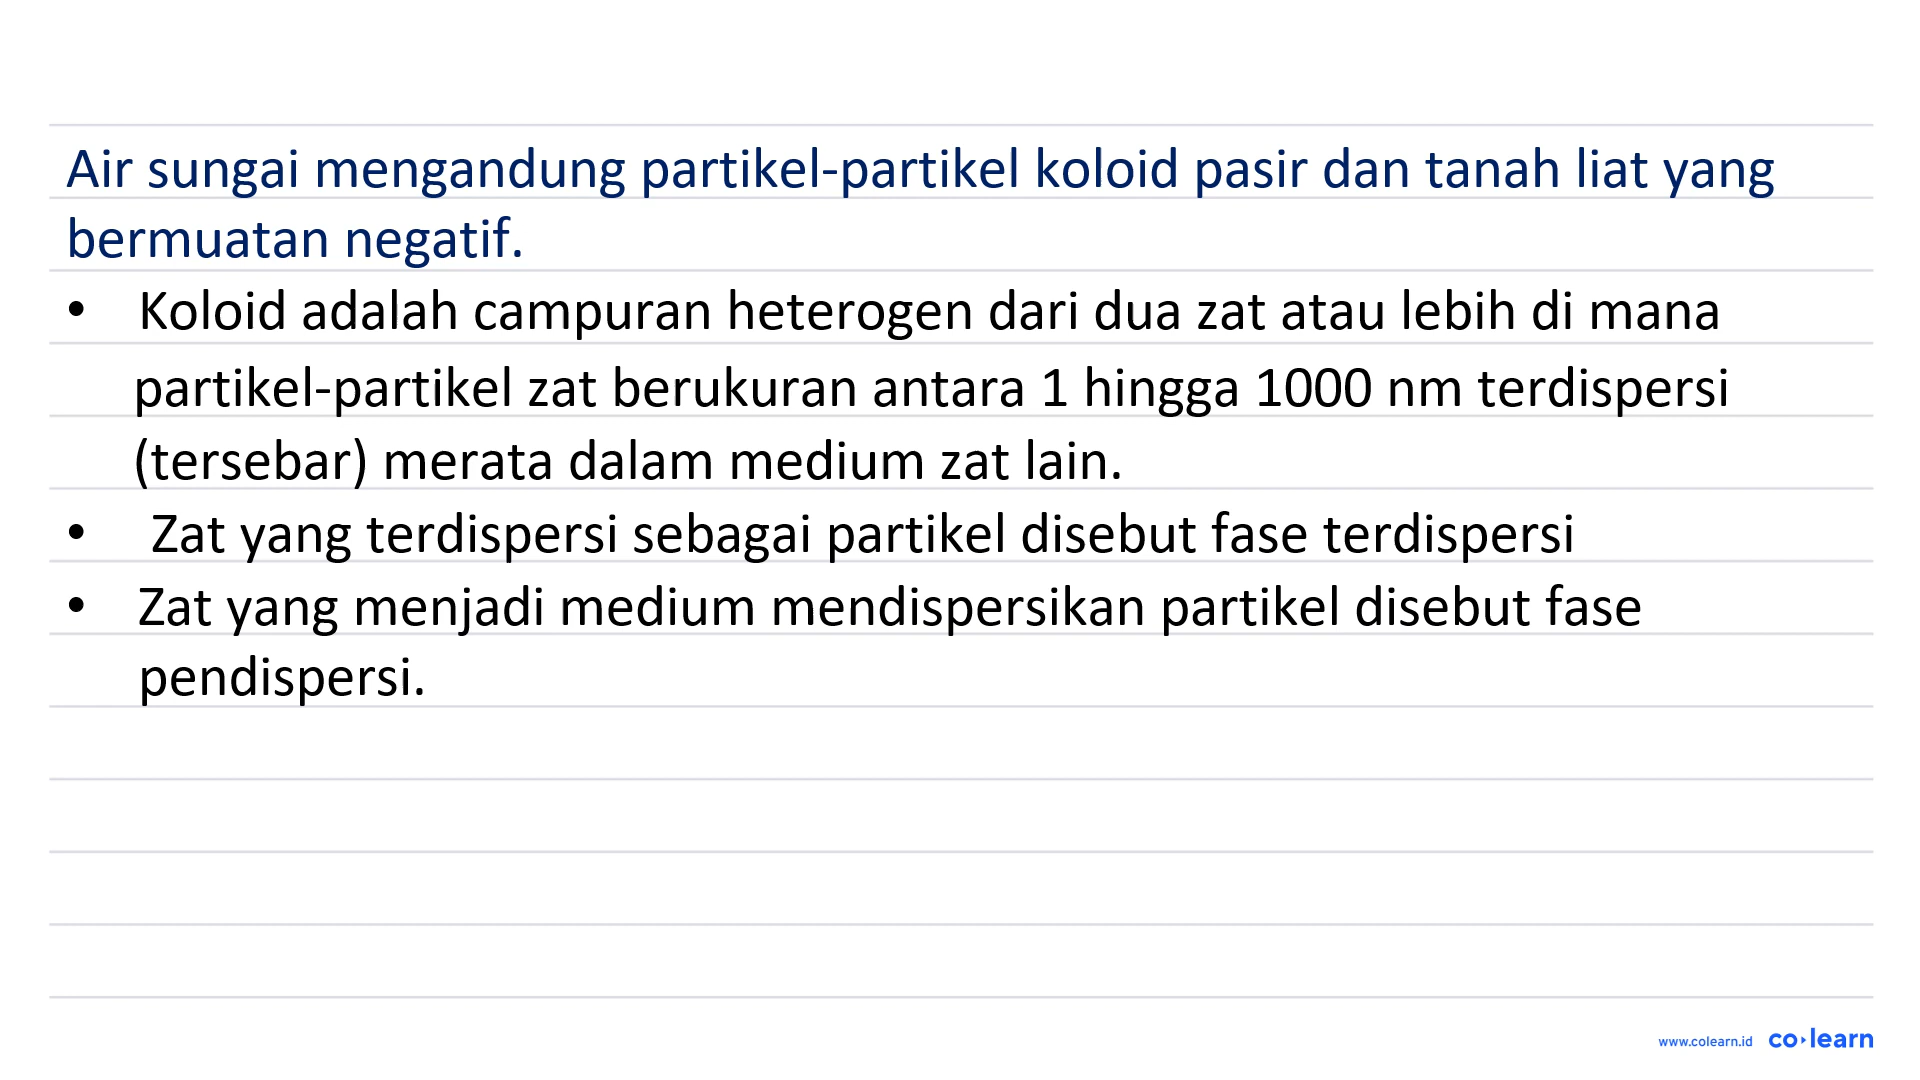 Air sungai mengandung partikel-partikel koloid pasir dan tanah liat yang
bermuatan negatif.
• Koloid adalah campuran heterogen dari dua zat atau lebih di mana
partikel-partikel zat berukuran antara 1 hingga 1000 nm terdispersi
(tersebar) merata dalam medium zat lain.
• Zat yang terdispersi sebagai partikel disebut fase terdispersi
• Zat yang menjadi medium mendispersikan partikel disebut fase
pendispersi.
www.colearn.id co learn